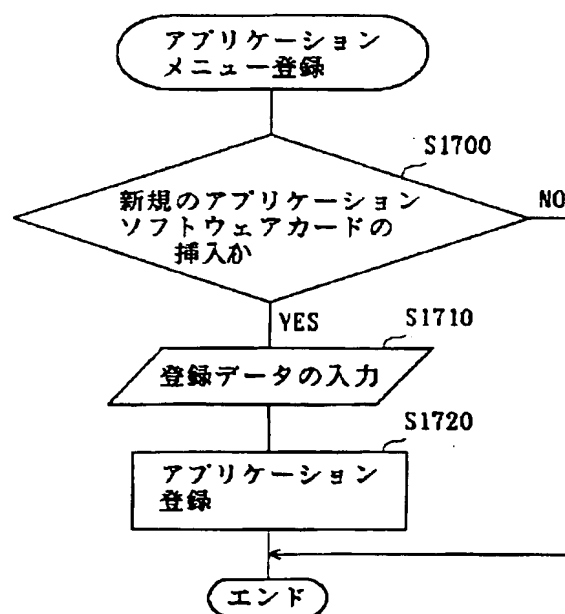 アプリケーション
メニュー登録
S1700
新規のアプリケーション
ソフトウェアカードの
挿入か
NO
YES
S1710
登録データの入力
S1720
アプリケーション
登録
エンド